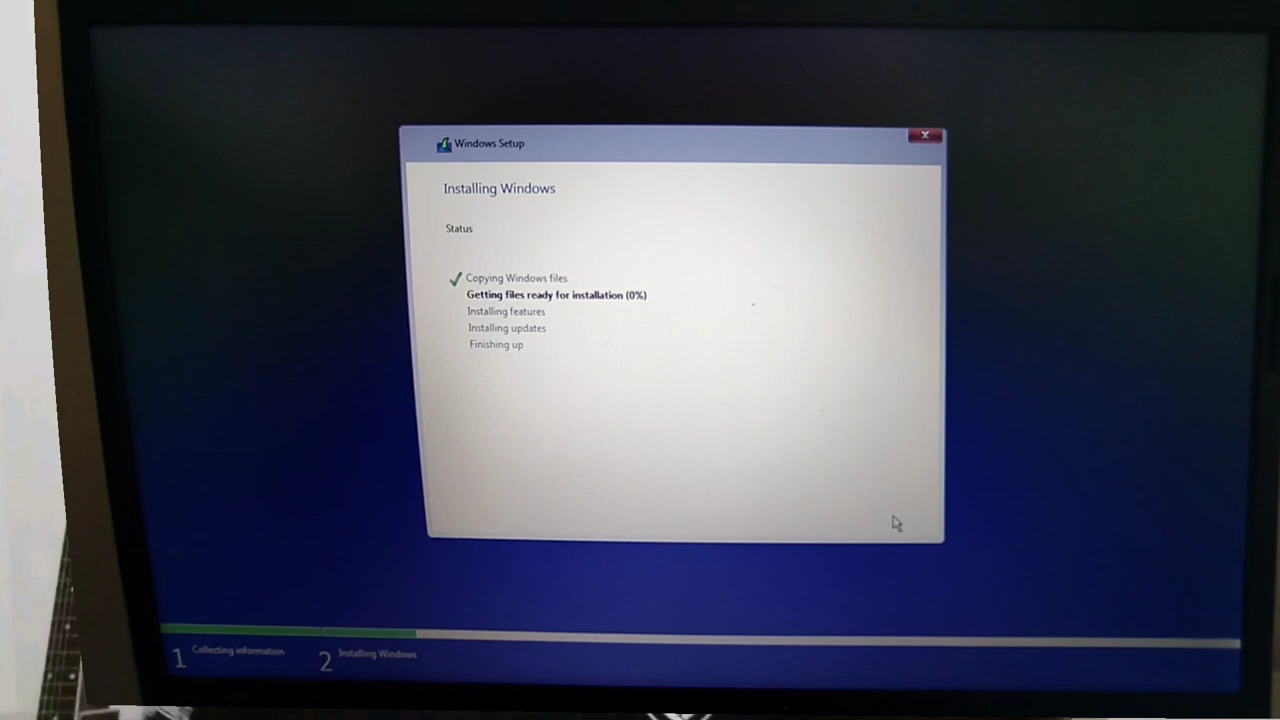 Windows Setup
Installing Windows
Status
Copying Windows files
Getting files ready for installation (0%)
Installing features
Installing updates
Finishing up
1 Collecting information
2 Installing Windows